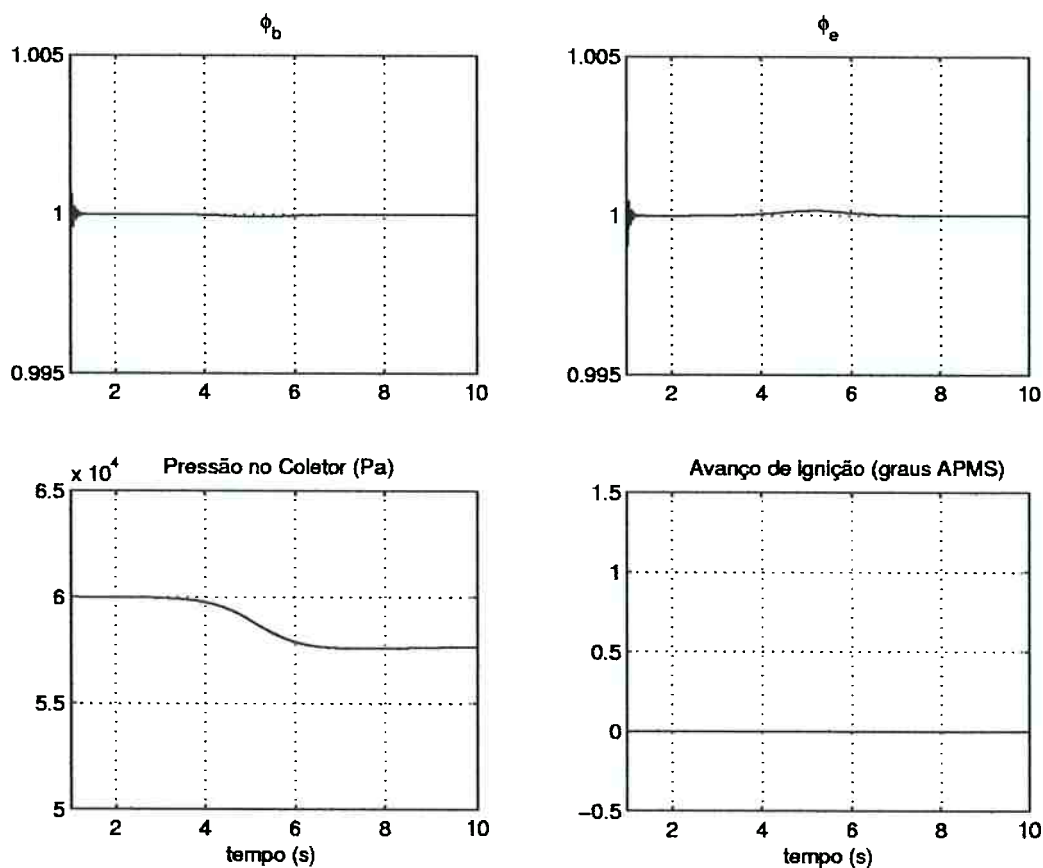 ϕb
1.005
1
0.995
2 4 6 8 10
ϕe
1.005
1
0.995
2 4 6 8 10
Pressão no Coletor (Pa)
x 10^4
6.5
6
5.5
5
2 4 6 8 10
tempo (s)
Avanço de Ignição (graus APMS)
1.5
1
0.5
0
−0.5
2 4 6 8 10
tempo (s)